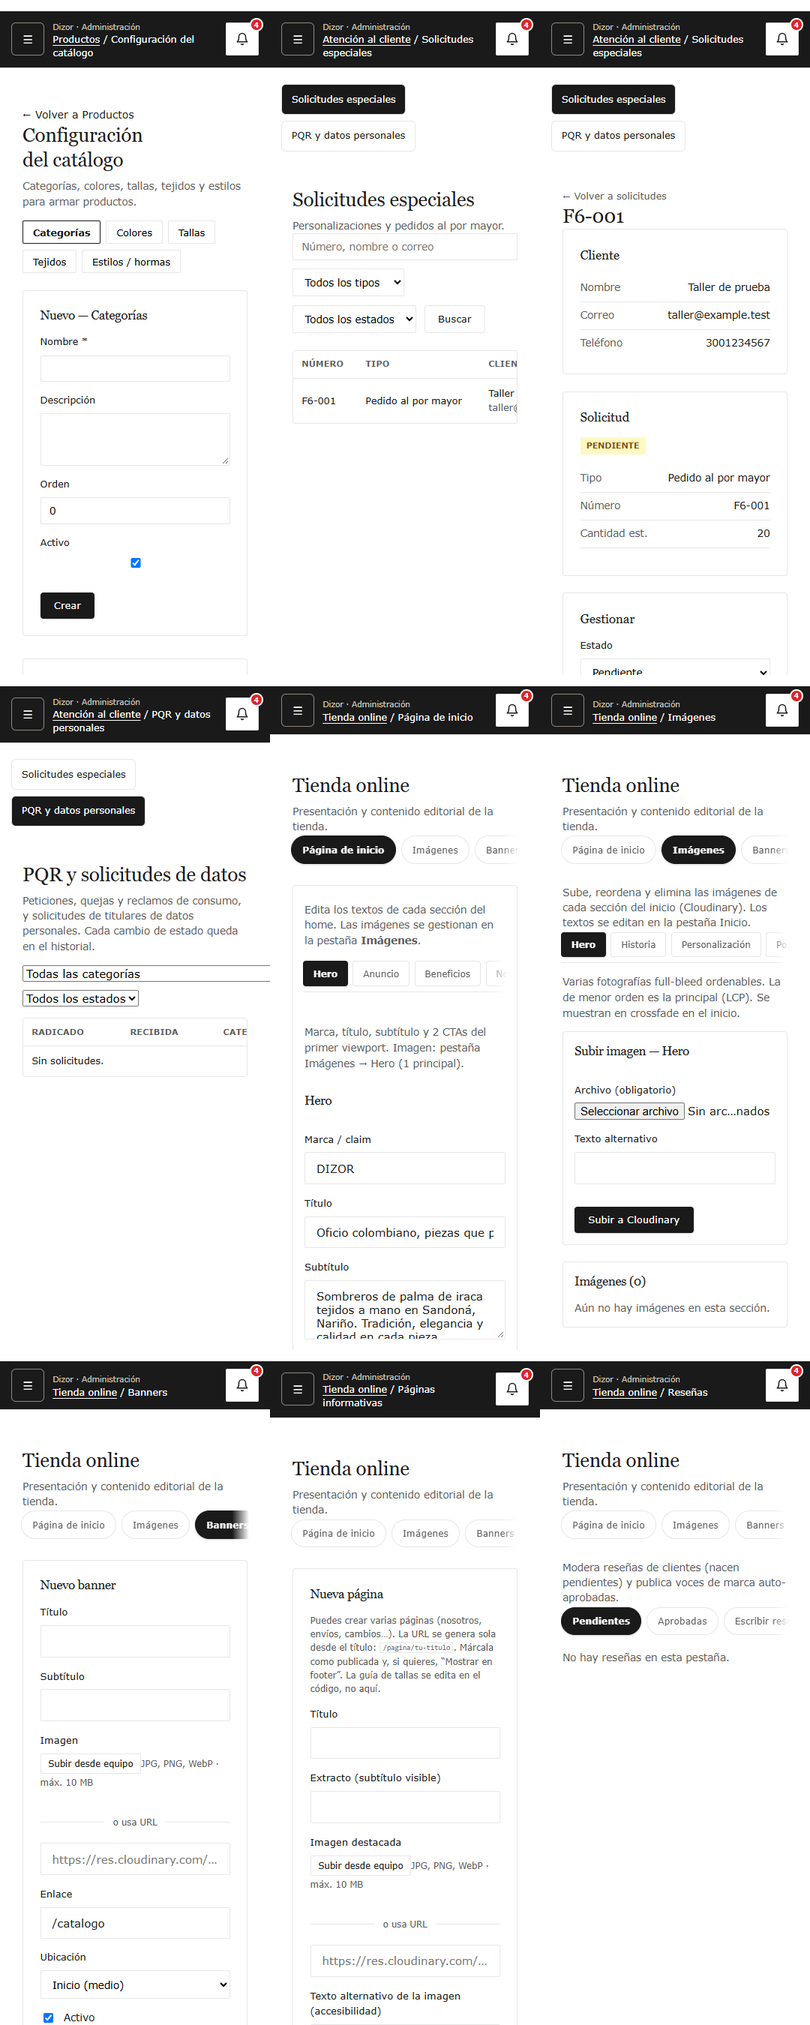 Dizor · Administración
Productos / Configuración del
catálogo
4
← Volver a Productos
Configuración
del catálogo
Categorías, colores, tallas, tejidos y estilos
para armar productos.
Categorías
Colores
Tallas
Tejidos
Estilos / hormas
Nuevo — Categorías
Nombre *
Descripción
Orden
0
Activo
Crear
Dizor · Administración
Atención al cliente / Solicitudes
especiales
4
Solicitudes especiales
PQR y datos personales
Solicitudes especiales
Personalizaciones y pedidos al por mayor.
Número, nombre o correo
Todos los tipos
Todos los estados
Buscar
NÚMERO TIPO CLIEN
F6-001 Pedido al por mayor Taller
taller@
Dizor · Administración
Atención al cliente / Solicitudes
especiales
4
Solicitudes especiales
PQR y datos personales
← Volver a solicitudes
F6-001
Cliente
Nombre Taller de prueba
Correo taller@example.test
Teléfono 3001234567
Solicitud
PENDIENTE
Tipo Pedido al por mayor
Número F6-001
Cantidad est. 20
Gestionar
Estado
Pendiente
Dizor · Administración
Atención al cliente / PQR y datos
personales
4
Solicitudes especiales
PQR y datos personales
PQR y solicitudes de datos
Peticiones, quejas y reclamos de consumo,
y solicitudes de titulares de datos
personales. Cada cambio de estado queda
en el historial.
Todas las categorías
Todos los estados
RADICADO RECIBIDA CATE
Sin solicitudes.
Dizor · Administración
Tienda online / Página de inicio
4
Tienda online
Presentación y contenido editorial de la
tienda.
Página de inicio
Imágenes
Banne
Edita los textos de cada sección del
home. Las imágenes se gestionan en
la pestaña Imágenes.
Hero
Anuncio
Beneficios
No
Marca, título, subtítulo y 2 CTAs del
primer viewport. Imagen: pestaña
Imágenes → Hero (1 principal).
Hero
Marca / claim
DIZOR
Título
Oficio colombiano, piezas que p
Subtítulo
Sombreros de palma de iraca
tejidos a mano en Sandoná,
Nariño. Tradición, elegancia y
calidad en cada pieza
Dizor · Administración
Tienda online / Imágenes
4
Tienda online
Presentación y contenido editorial de la
tienda.
Página de inicio
Imágenes
Banners
Sube, reordena y elimina las imágenes de
cada sección del inicio (Cloudinary). Los
textos se editan en la pestaña Inicio.
Hero
Historia
Personalización
Po
Varias fotografías full-bleed ordenables. La
de menor orden es la principal (LCP). Se
muestran en crossfade en el inicio.
Subir imagen — Hero
Archivo (obligatorio)
Seleccionar archivo Sin arc...nados
Texto alternativo
Subir a Cloudinary
Imágenes (0)
Aún no hay imágenes en esta sección.
Dizor · Administración
Tienda online / Banners
4
Tienda online
Presentación y contenido editorial de la
tienda.
Página de inicio
Imágenes
Banners
Nuevo banner
Título
Subtítulo
Imagen
Subir desde equipo JPG, PNG, WebP ·
máx. 10 MB
o usa URL
https://res.cloudinary.com/...
Enlace
/catalogo
Ubicación
Inicio (medio)
Activo
Dizor · Administración
Tienda online / Páginas
informativas
4
Tienda online
Presentación y contenido editorial de la
tienda.
Página de inicio
Imágenes
Banners
Nueva página
Puedes crear varias páginas (nosotros,
envíos, cambios…). La URL se genera sola
desde el título: /pagina/tu-titulo. Márcala
como publicada y, si quieres, “Mostrar en
footer”. La guía de tallas se edita en el
código, no aquí.
Título
Extracto (subtítulo visible)
Imagen destacada
Subir desde equipo JPG, PNG, WebP ·
máx. 10 MB
o usa URL
https://res.cloudinary.com/...
Texto alternativo de la imagen
(accesibilidad)
Dizor · Administración
Tienda online / Reseñas
4
Tienda online
Presentación y contenido editorial de la
tienda.
Página de inicio
Imágenes
Banners
Modera reseñas de clientes (nacen
pendientes) y publica voces de marca auto-
aprobadas.
Pendientes
Aprobadas
Escribir res
No hay reseñas en esta pestaña.